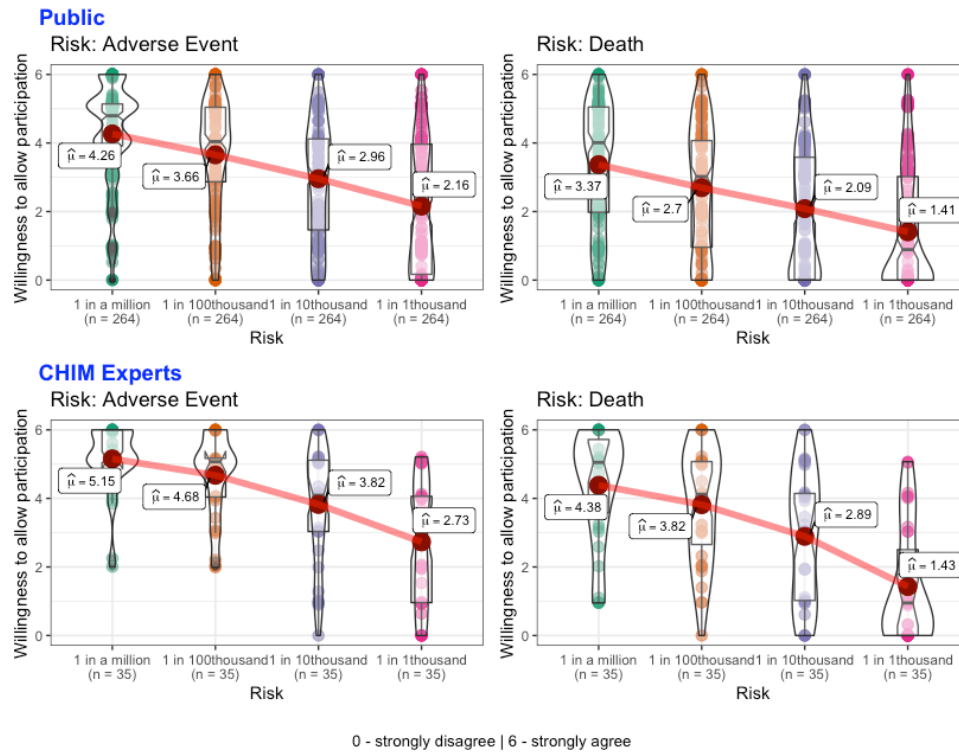 Public
Risk: Adverse Event
Willingness to allow participation
6
4
2
0
μ̂ = 4.26
μ̂ = 3.66
μ̂ = 2.96
μ̂ = 2.16
1 in a million
(n = 264)
1 in 100thousand
(n = 264)
1 in 10thousand
(n = 264)
1 in 1thousand
(n = 264)
Risk
Risk: Death
Willingness to allow participation
6
4
2
0
μ̂ = 3.37
μ̂ = 2.7
μ̂ = 2.09
μ̂ = 1.41
1 in a million
(n = 264)
1 in 100thousand
(n = 264)
1 in 10thousand
(n = 264)
1 in 1thousand
(n = 264)
Risk
CHIM Experts
Risk: Adverse Event
Willingness to allow participation
6
4
2
0
μ̂ = 5.15
μ̂ = 4.68
μ̂ = 3.82
μ̂ = 2.73
1 in a million
(n = 35)
1 in 100thousand
(n = 35)
1 in 10thousand
(n = 35)
1 in 1thousand
(n = 35)
Risk
Risk: Death
Willingness to allow participation
6
4
2
0
μ̂ = 4.38
μ̂ = 3.82
μ̂ = 2.89
μ̂ = 1.43
1 in a million
(n = 35)
1 in 100thousand
(n = 35)
1 in 10thousand
(n = 35)
1 in 1thousand
(n = 35)
Risk
0 - strongly disagree | 6 - strongly agree